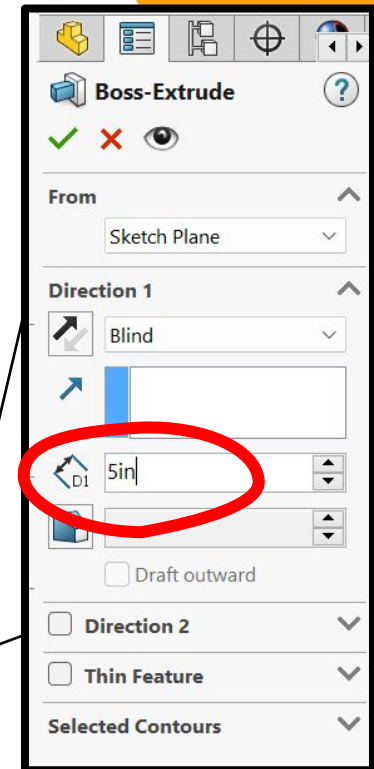 Boss-Extrude
?
From
Sketch Plane
Direction 1
Blind
D1
5in
Draft outward
Direction 2
Thin Feature
Selected Contours